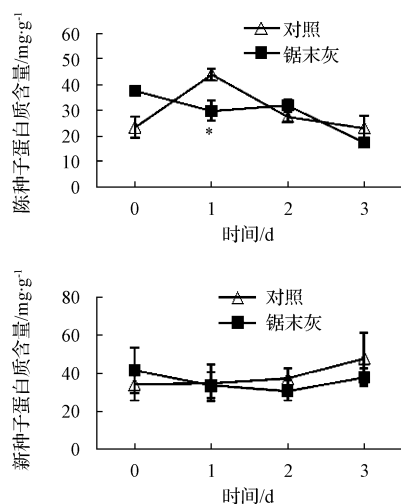 陈种子蛋白质含量/mg·g⁻¹
60
50
40
30
20
10
0
对照
锯末灰
*
0 1 2 3
时间/d
新种子蛋白质含量/mg·g⁻¹
80
60
40
20
0
对照
锯末灰
0 1 2 3
时间/d